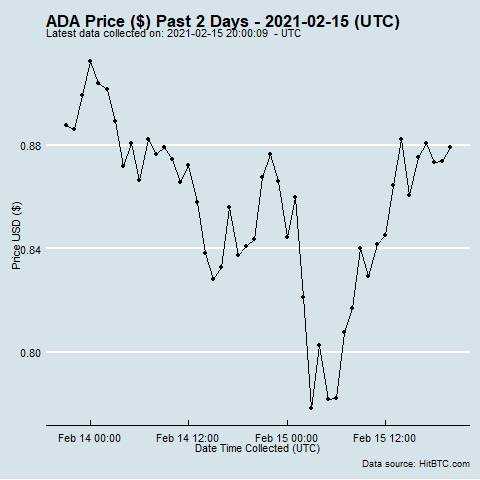 ADA Price ($) Past 2 Days - 2021-02-15 (UTC)
Latest data collected on: 2021-02-15 20:00:09 - UTC
Price USD ($)
0.88
0.84
0.80
Feb 14 00:00 Feb 14 12:00 Feb 15 00:00 Feb 15 12:00
Date Time Collected (UTC)
Data source: HitBTC.com